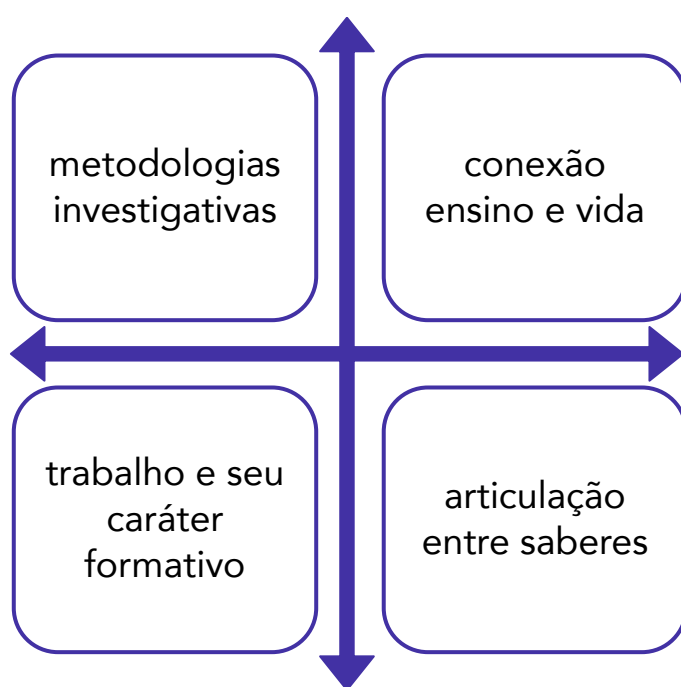 metodologias
investigativas
conexão
ensino e vida
trabalho e seu
caráter
formativo
articulação
entre saberes